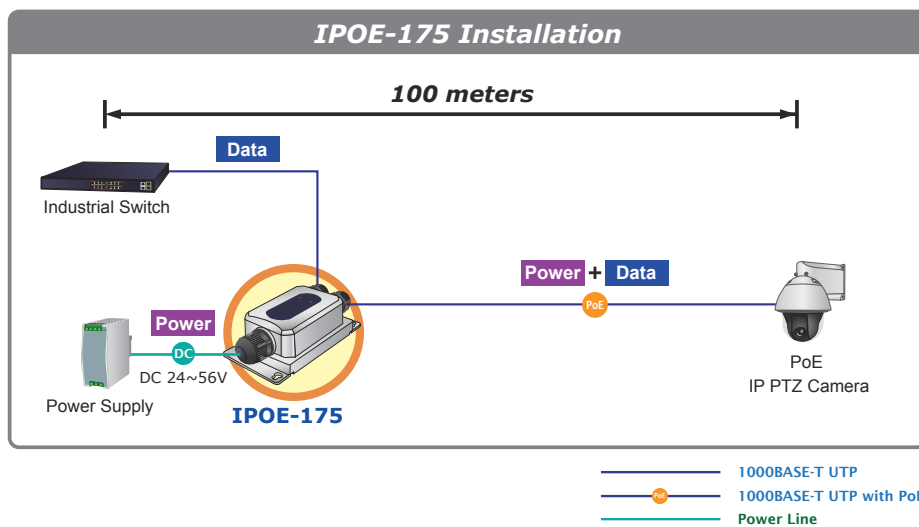 IPOE-175 Installation
100 meters
Data
Industrial Switch
Power + Data
PoE
Power
DC
DC 24~56V
Power Supply
IPOE-175
PoE
IP PTZ Camera
1000BASE-T UTP
PoE
1000BASE-T UTP with PoE
Power Line